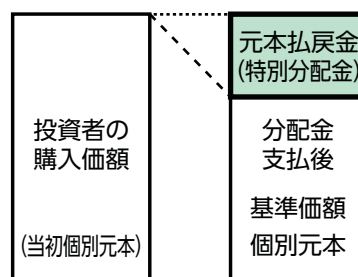 投資者の
購入価額
(当初個別元本)
元本払戻金
(特別分配金)
分配金
支払後
基準価額
個別元本